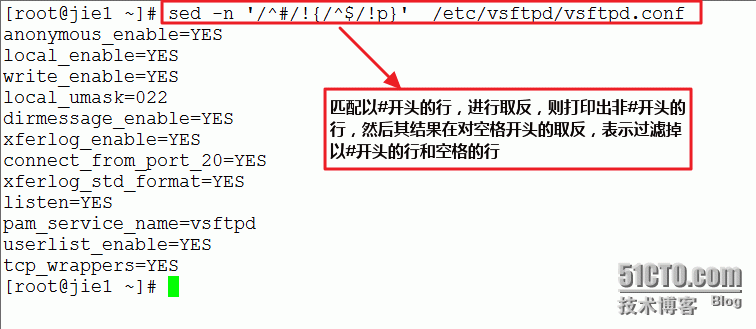 [root@jie1 ~]# sed -n '/^#/!{/^$/!p}'  /etc/vsftpd/vsftpd.conf
anonymous_enable=YES
local_enable=YES
write_enable=YES
local_umask=022
dirmessage_enable=YES
xferlog_enable=YES
connect_from_port_20=YES
xferlog_std_format=YES
listen=YES
pam_service_name=vsftpd
userlist_enable=YES
tcp_wrappers=YES
[root@jie1 ~]#
匹配以#开头的行，进行取反，则打印出非#开头的
行，然后其结果在对空格开头的取反，表示过滤掉
以#开头的行和空格的行
51CTO.com
技术博客 Blog